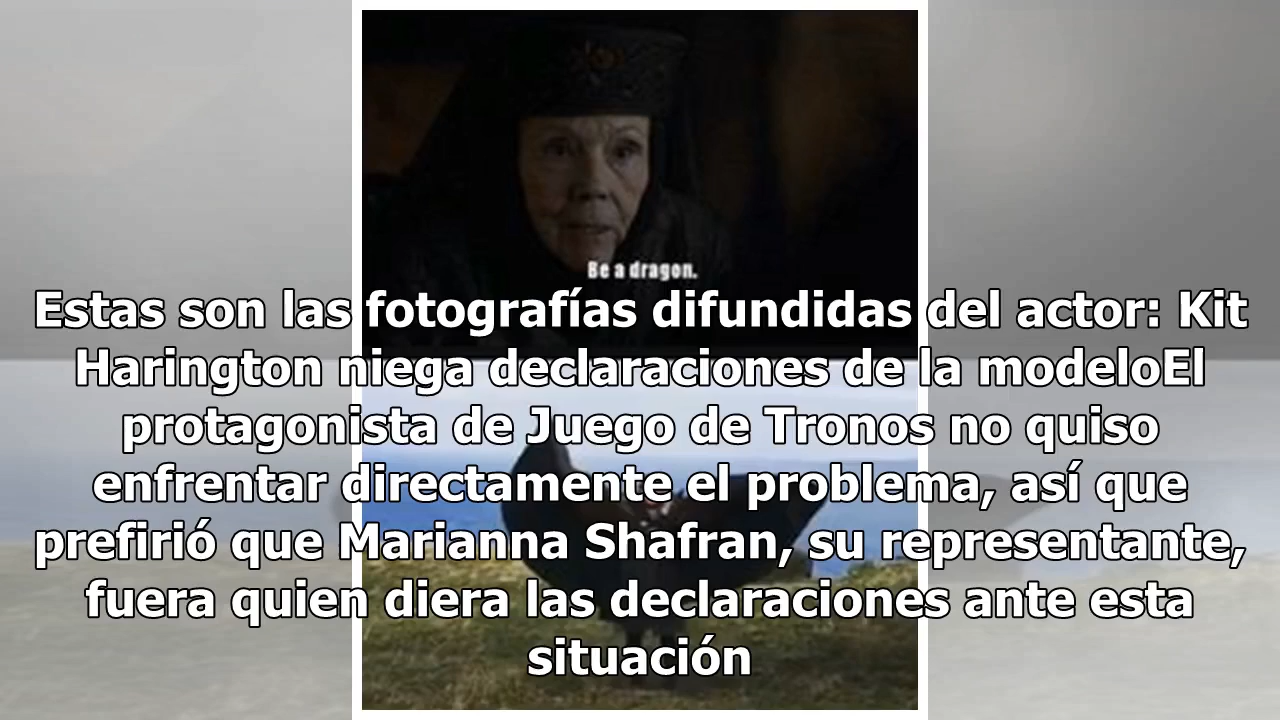 Be a dragon.
Estas son las fotografías difundidas del actor: Kit
Harington niega declaraciones de la modeloEl
protagonista de Juego de Tronos no quiso
enfrentar directamente el problema, así que
prefirió que Marianna Shafran, su representante,
fuera quien diera las declaraciones ante esta
situación